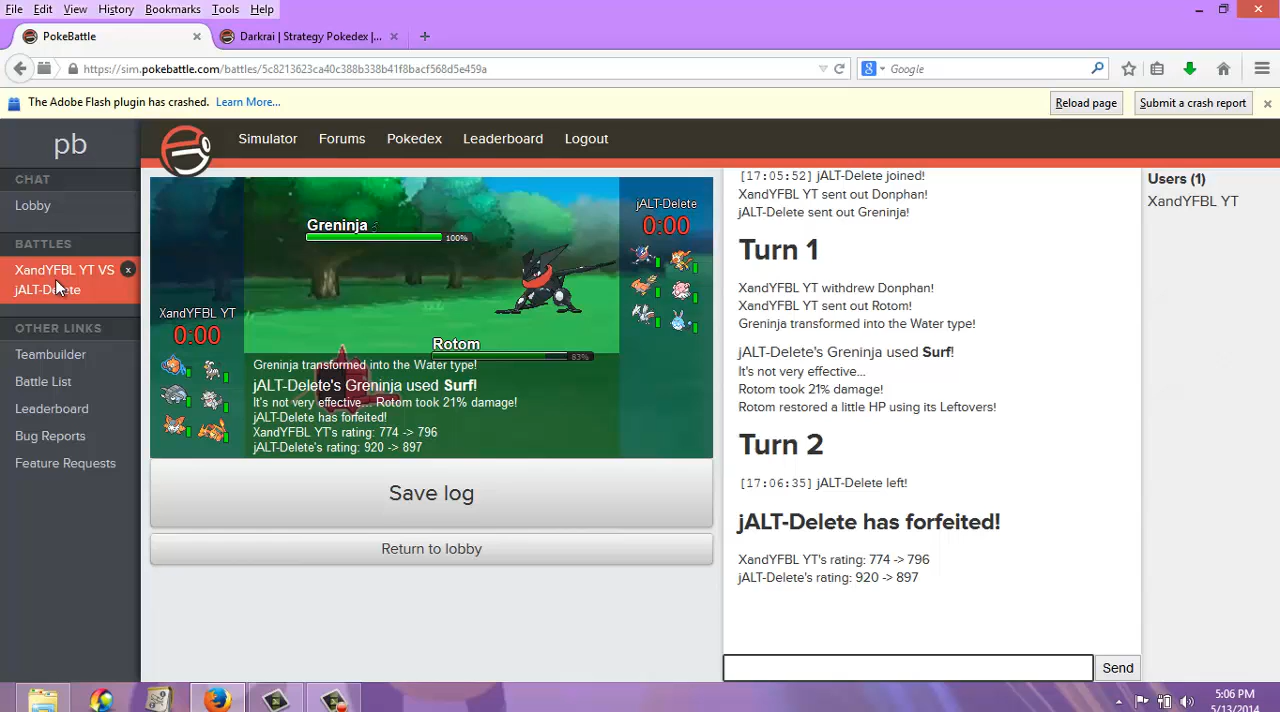 File Edit View History Bookmarks Tools Help
PokeBattle
Darkrai | Strategy Pokedex |...
https://sim.pokebattle.com/battles/5c8213623ca40c388b338b41f8bacf568d5e459a
Google
The Adobe Flash plugin has crashed. Learn More...
Reload page
Submit a crash report
pb
Simulator Forums Pokedex Leaderboard Logout
CHAT
Lobby
BATTLES
XandYFBL YT VS
jALT-Delete
OTHER LINKS
Teambuilder
Battle List
Leaderboard
Bug Reports
Feature Requests
XandYFBL YT
0:00
Greninja
100%
jALT-Delete
0:00
Rotom
83%
Greninja transformed into the Water type!
jALT-Delete's Greninja used Surf!
It's not very effective... Rotom took 21% damage!
jALT-Delete has forfeited!
XandYFBL YT's rating: 774 -> 796
jALT-Delete's rating: 920 -> 897
Save log
Return to lobby
[17:05:52] jALT-Delete joined!
XandYFBL YT sent out Donphan!
jALT-Delete sent out Greninja!
Turn 1
XandYFBL YT withdrew Donphan!
XandYFBL YT sent out Rotom!
Greninja transformed into the Water type!
jALT-Delete's Greninja used Surf!
It's not very effective...
Rotom took 21% damage!
Rotom restored a little HP using its Leftovers!
Turn 2
[17:06:35] jALT-Delete left!
jALT-Delete has forfeited!
XandYFBL YT's rating: 774 -> 796
jALT-Delete's rating: 920 -> 897
Send
Users (1)
XandYFBL YT
5:06 PM
5/13/2014